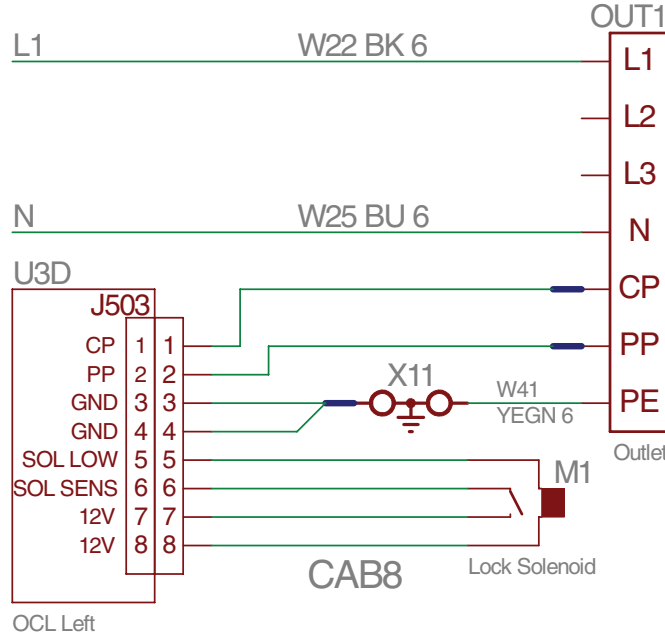 OUT1
L1 W22 BK 6 L1
L2
L3
N W25 BU 6 N
U3D
J503
CP
CP 1 1
PP
PP 2 2
X11
GND 3 3
W41
YEGN 6
PE
GND 4 4
Outlet
SOL LOW 5 5
M1
SOL SENS 6 6
12V 7 7
12V 8 8
CAB8
Lock Solenoid
OCL Left